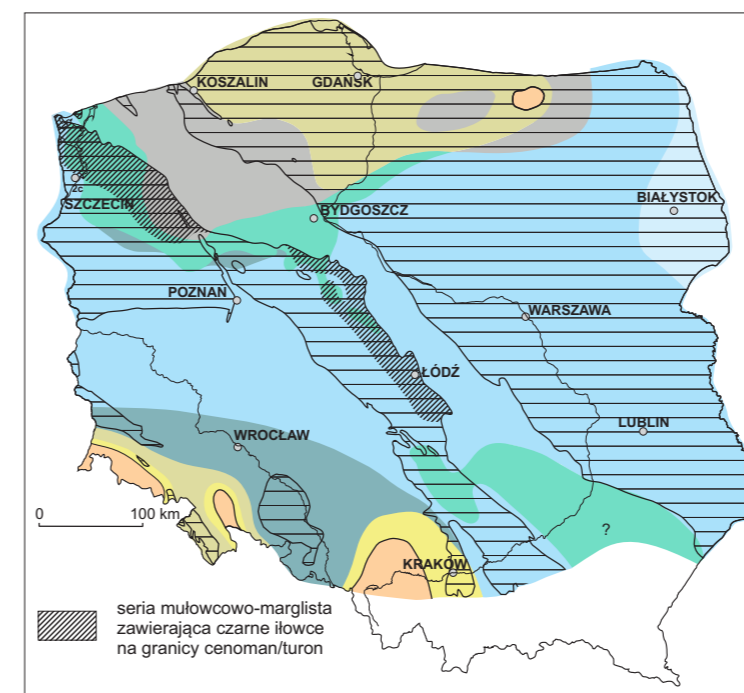 KOSZALIN
GDAŃSK
żc
SZCZECIN
BYDGOSZCZ
BIAŁYSTOK
POZNAŃ
WARSZAWA
ŁÓDŹ
LUBLIN
WROCŁAW
0 100 km
?
KRAKÓW
seria mułowcowo-marglista
zawierająca czarne iłowce
na granicy cenoman/turon